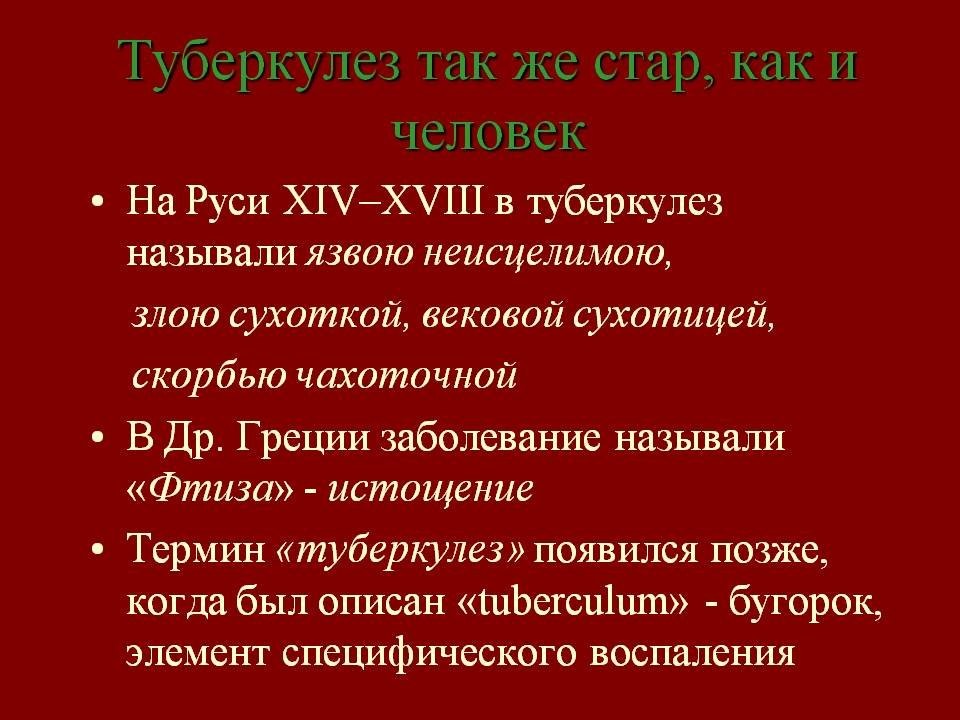 Туберкулез так же стар, как и
человек
• На Руси XIV–XVIII в туберкулез
называли язвою неисцелимою,
злою сухоткой, вековой сухотицей,
скорбью чахоточной
• В Др. Греции заболевание называли
«Фтиза» - истощение
• Термин «туберкулез» появился позже,
когда был описан «tuberculum» - бугорок,
элемент специфического воспаления